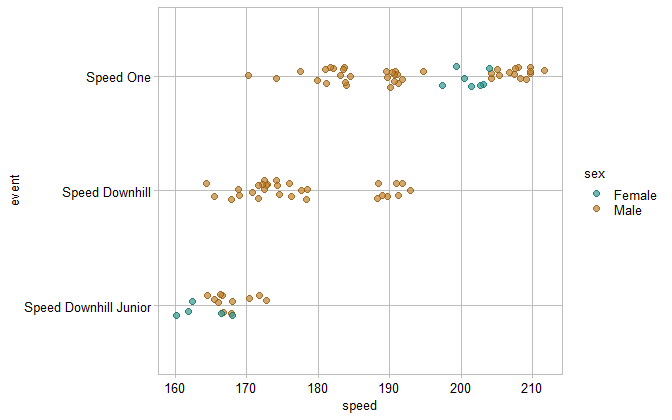 Speed One
Speed Downhill
Speed Downhill Junior
event
160 170 180 190 200 210
speed
sex
Female
Male